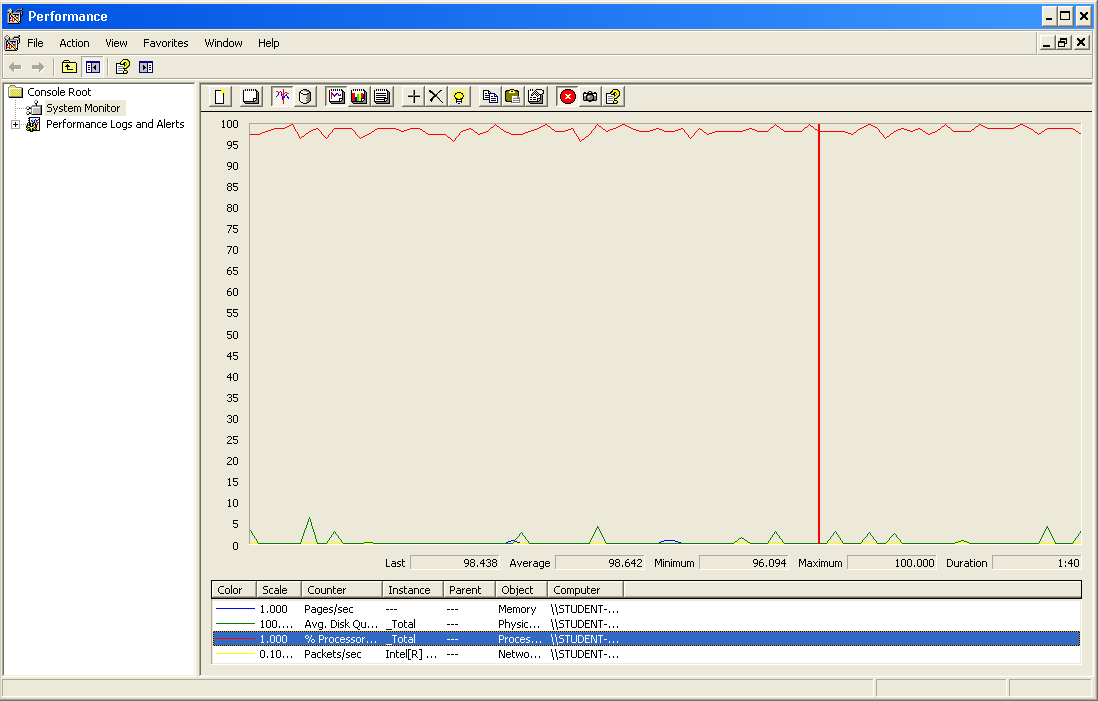 Performance
File Action View Favorites Window Help
Console Root
System Monitor
Performance Logs and Alerts
100
95
90
85
80
75
70
65
60
55
50
45
40
35
30
25
20
15
10
5
0
Last 98.438 Average 98.642 Minimum 96.094 Maximum 100.000 Duration 1:40
Color Scale Counter Instance Parent Object Computer
1.000 Pages/sec --- --- Memory \\STUDENT-...
100.... Avg. Disk Qu... _Total --- Physic... \\STUDENT-...
1.000 % Processor... _Total --- Proces... \\STUDENT-...
0.10... Packets/sec Intel[R] ... --- Netwo... \\STUDENT-...